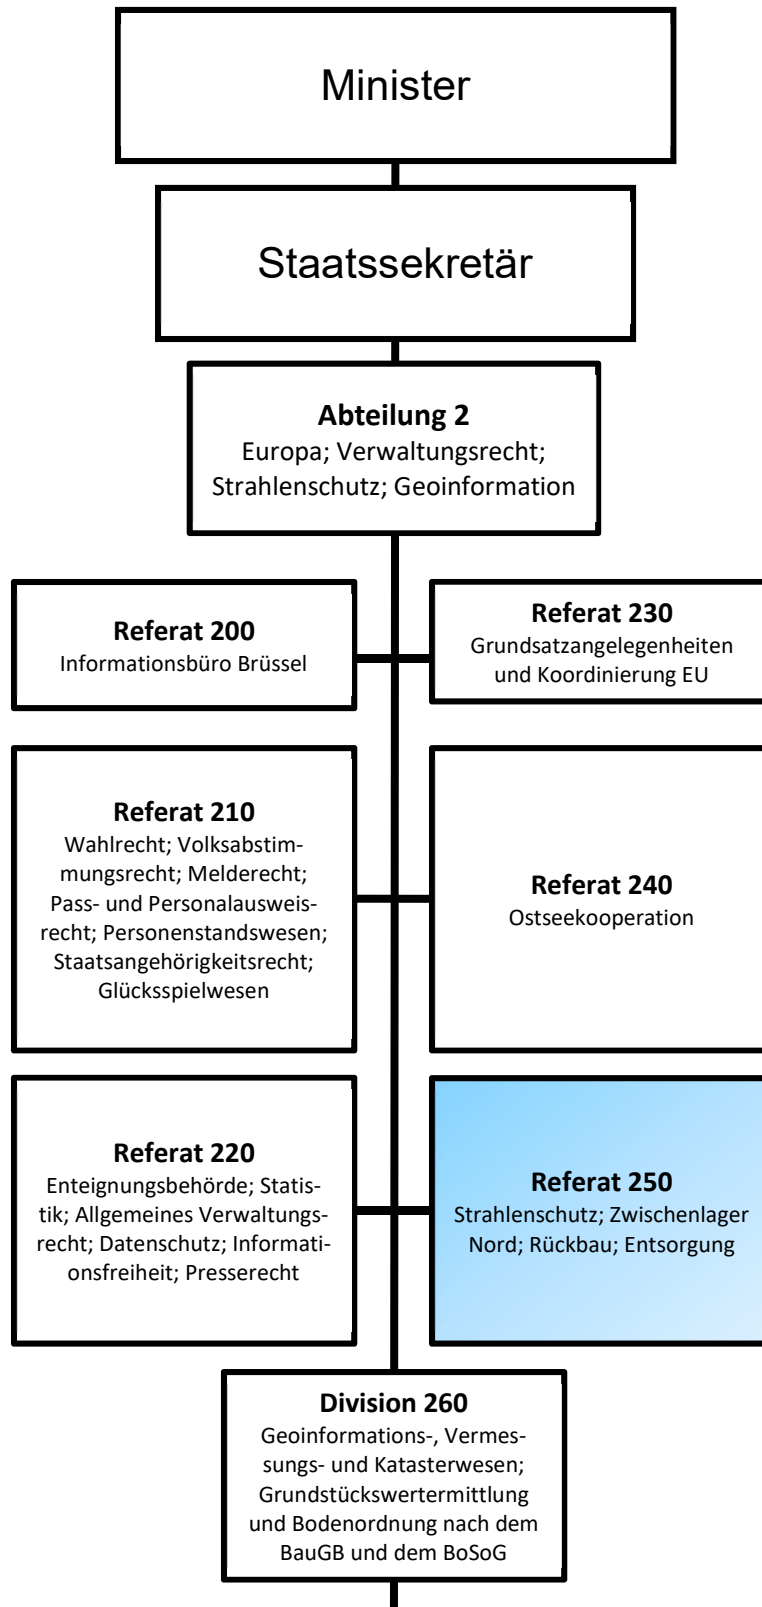 Minister
Staatssekretär
Abteilung 2
Europa; Verwaltungsrecht;
Strahlenschutz; Geoinformation
Referat 200
Informationsbüro Brüssel
Referat 230
Grundsatzangelegenheiten
und Koordinierung EU
Referat 210
Wahlrecht; Volksabstim-
mungsrecht; Melderecht;
Pass- und Personalausweis-
recht; Personenstandswesen;
Staatsangehörigkeitsrecht;
Glücksspielwesen
Referat 240
Ostseekooperation
Referat 220
Enteignungsbehörde; Statis-
tik; Allgemeines Verwaltungs-
recht; Datenschutz; Informati-
onsfreiheit; Presserecht
Referat 250
Strahlenschutz; Zwischenlager
Nord; Rückbau; Entsorgung
Division 260
Geoinformations-, Vermes-
sungs- und Katasterwesen;
Grundstückswertermittlung
und Bodenordnung nach dem
BauGB und dem BoSoG